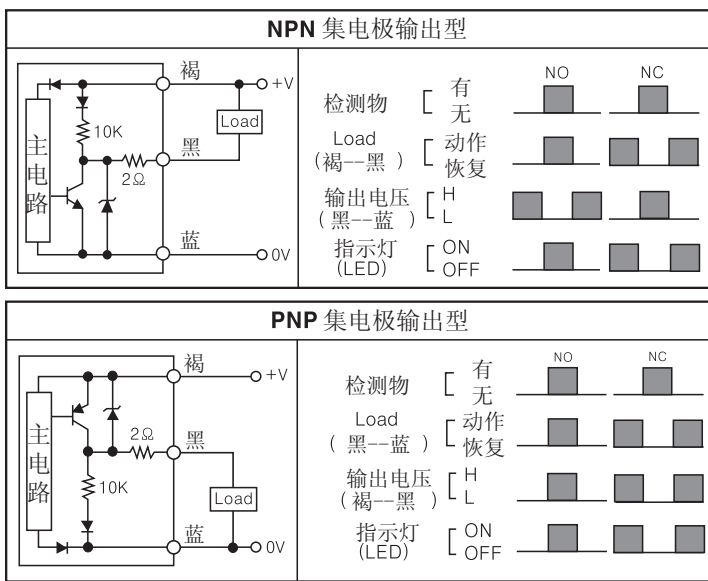 NPN 集电极输出型
主电路
10K
2Ω
褐
+V
Load
黑
蓝
0V
NO
NC
检测物
有
无
Load
(褐--黑 )
动作
恢复
输出电压
( 黑--蓝 )
H
L
指示灯
(LED)
ON
OFF
PNP 集电极输出型
主电路
2Ω
10K
褐
+V
黑
Load
蓝
0V
NO
NC
检测物
有
无
Load
( 黑--蓝 )
动作
恢复
输出电压
(褐--黑 )
H
L
指示灯
(LED)
ON
OFF